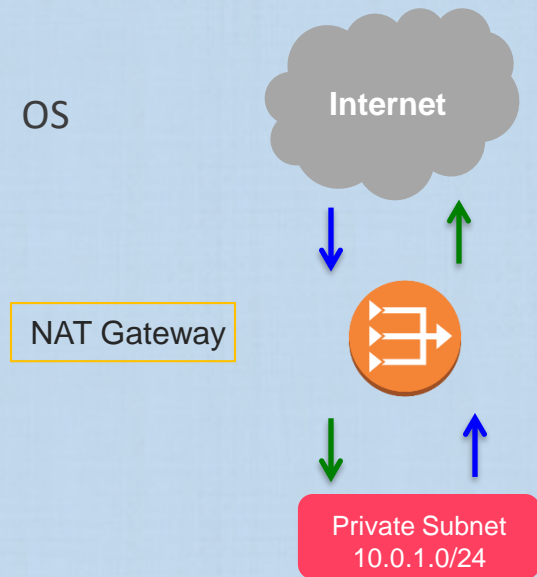 Internet
OS
NAT Gateway
Private Subnet
10.0.1.0/24